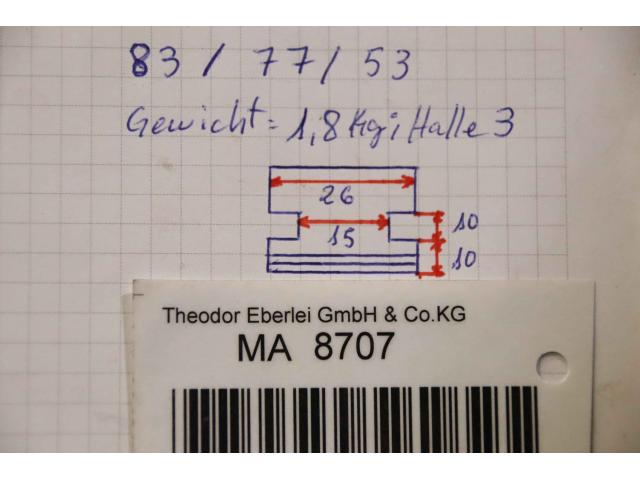 83 / 77 / 53
Gewicht = 1,8 Kg; Halle 3
26
15
10
10
Theodor Eberlei GmbH & Co.KG
MA 8707